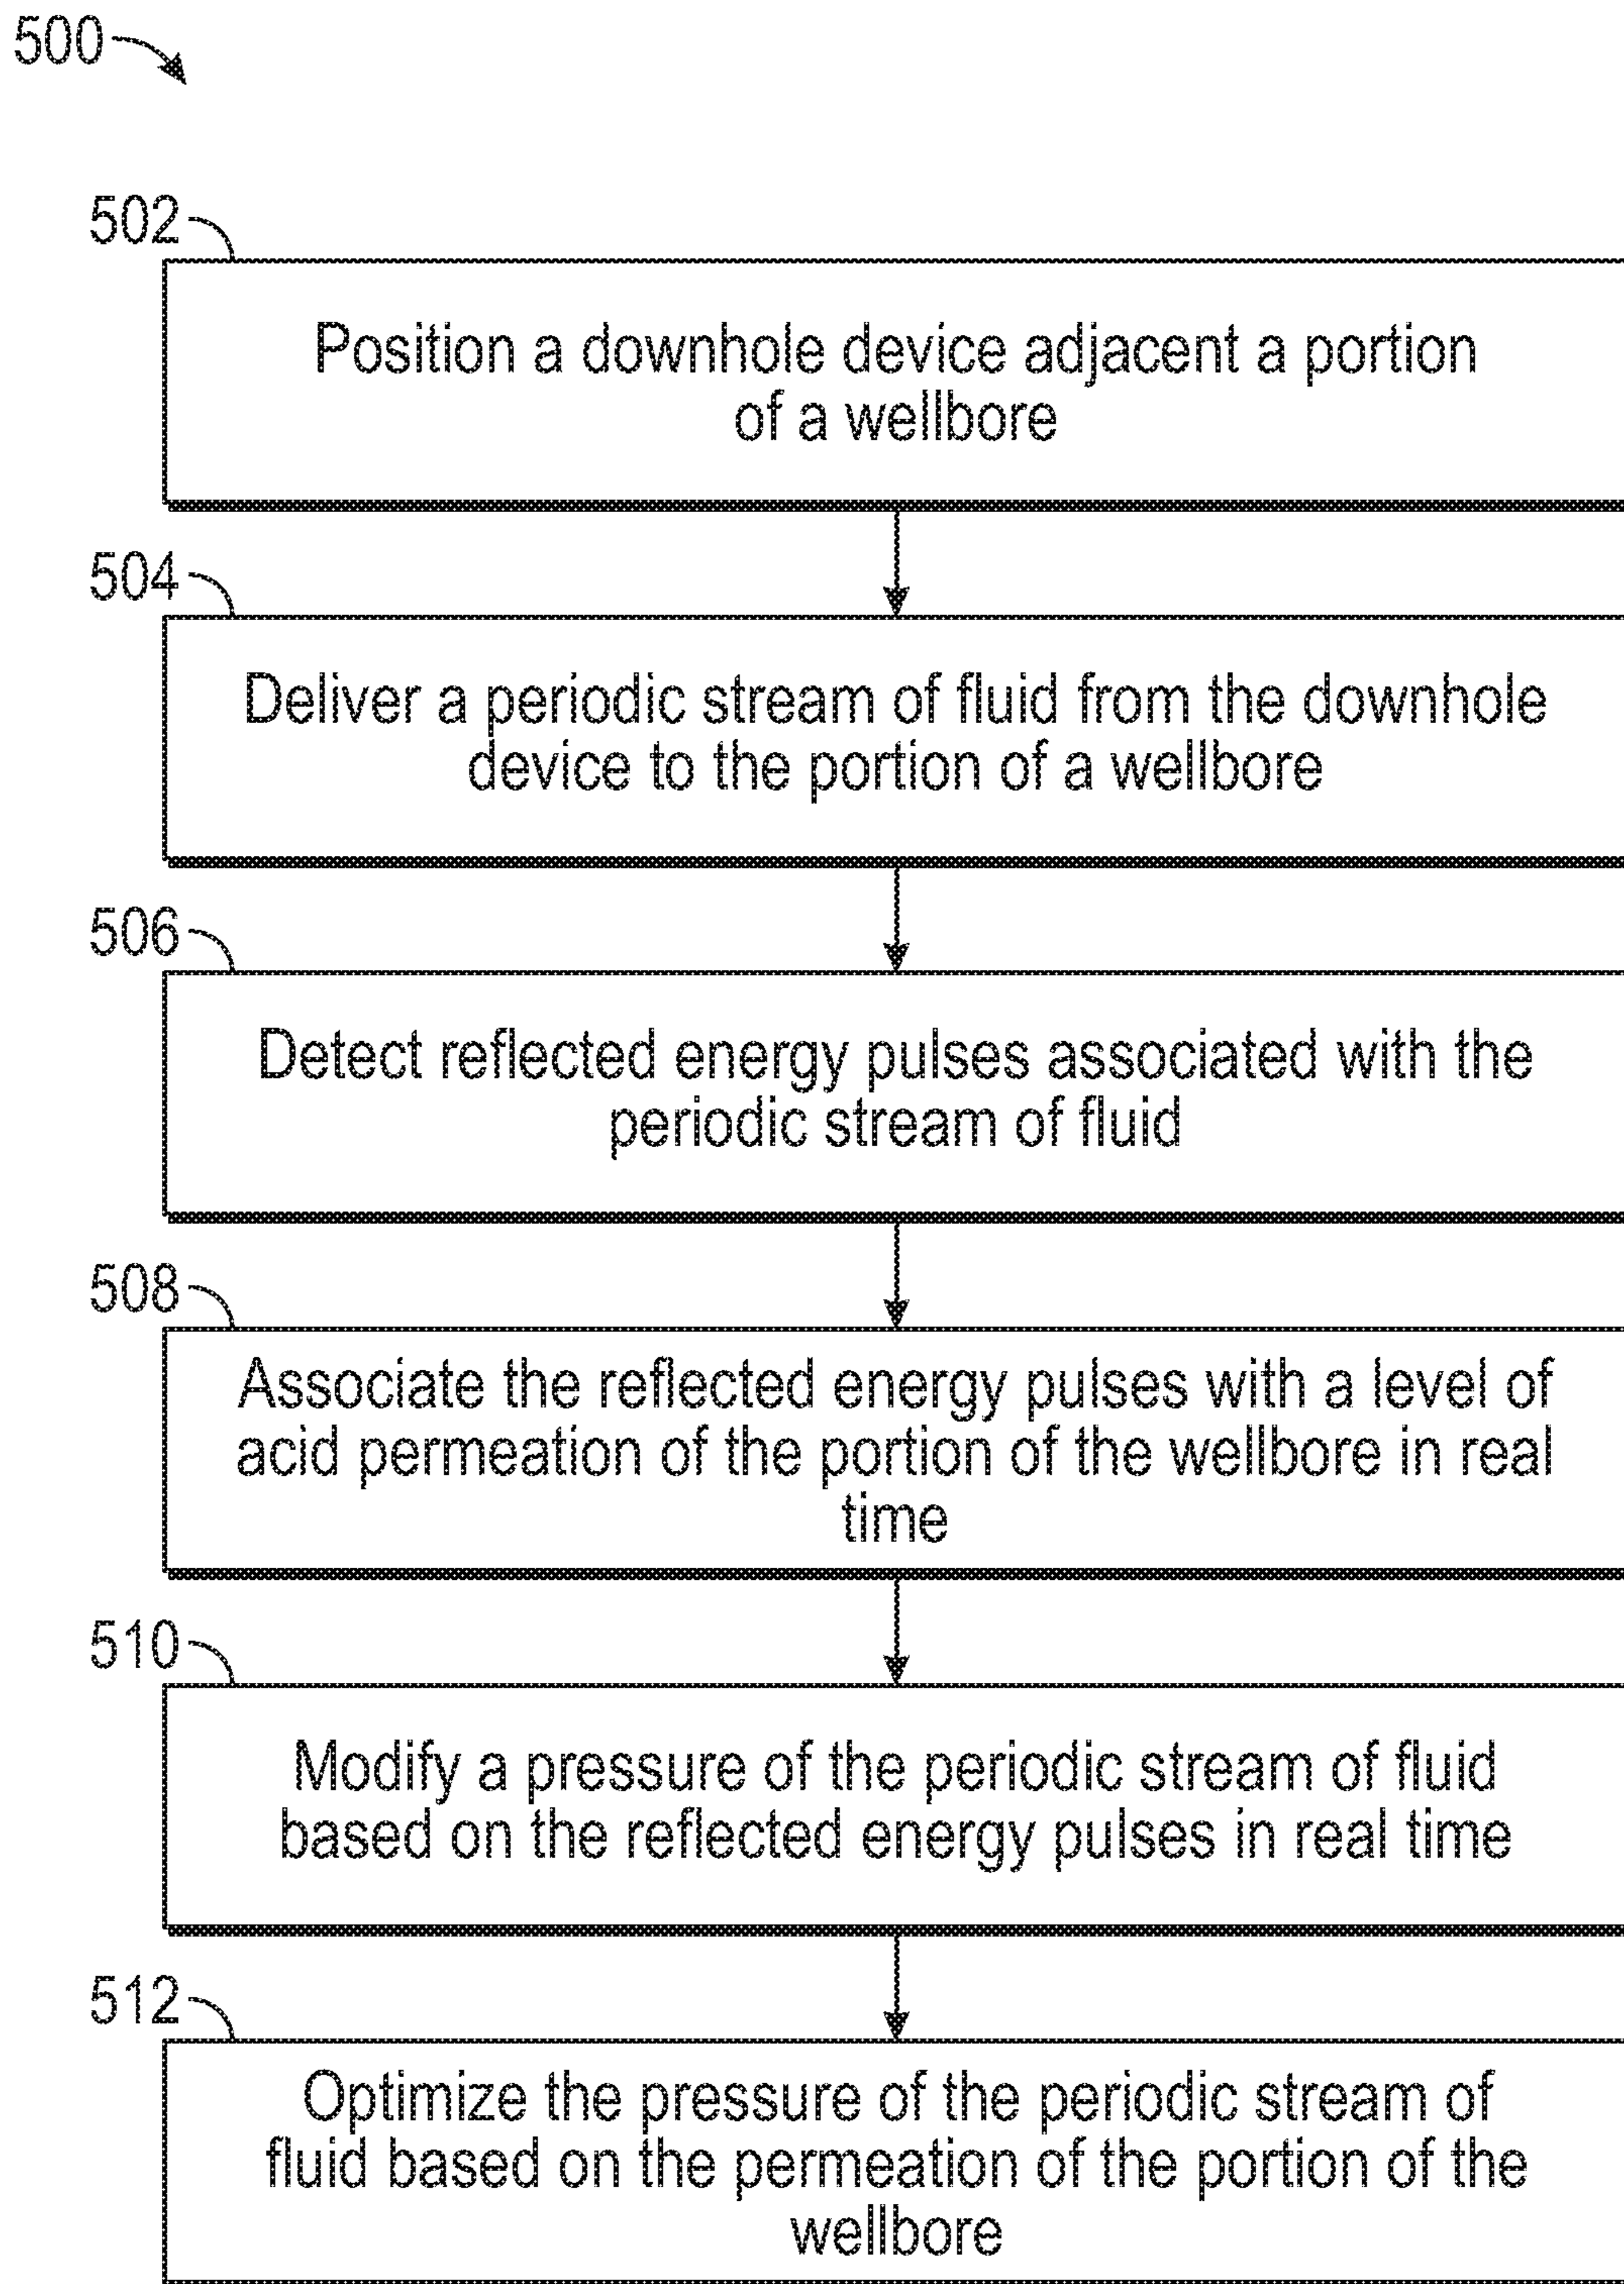 500
502
Position a downhole device adjacent a portion
of a wellbore
504
Deliver a periodic stream of fluid from the downhole
device to the portion of a wellbore
506
Detect reflected energy pulses associated with the
periodic stream of fluid
508
Associate the reflected energy pulses with a level of
acid permeation of the portion of the wellbore in real
time
510
Modify a pressure of the periodic stream of fluid
based on the reflected energy pulses in real time
512
Optimize the pressure of the periodic stream of
fluid based on the permeation of the portion of the
wellbore